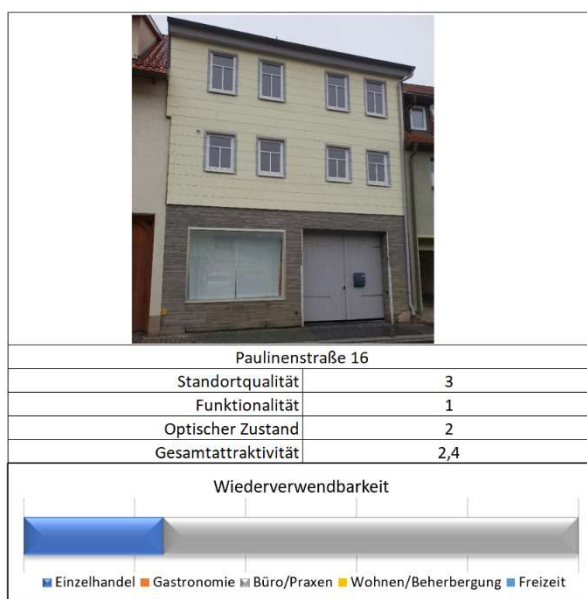 Paulinenstraße 16
Standortqualität 3
Funktionalität 1
Optischer Zustand 2
Gesamtattraktivität 2,4
Wiederverwendbarkeit
Einzelhandel Gastronomie Büro/Praxen Wohnen/Beherbergung Freizeit